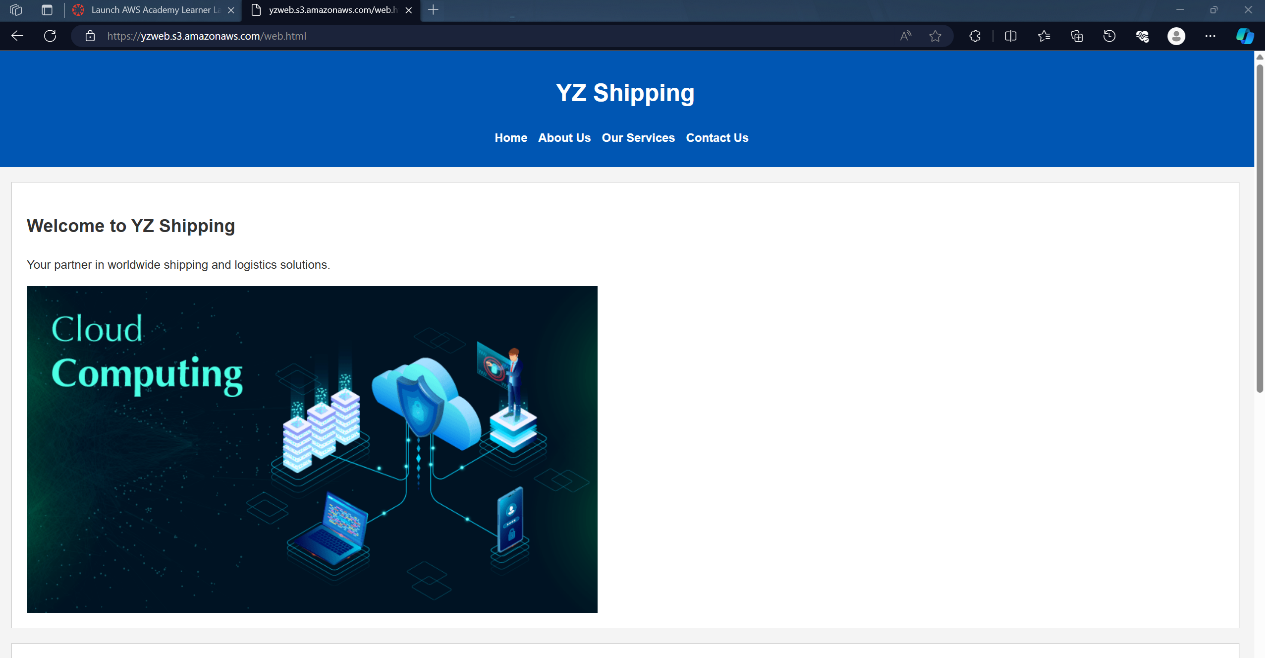 Launch AWS Academy Learner La
yzweb.s3.amazonaws.com/web.h
https://yzweb.s3.amazonaws.com/web.html
YZ Shipping
Home About Us Our Services Contact Us
Welcome to YZ Shipping
Your partner in worldwide shipping and logistics solutions.
Cloud
Computing